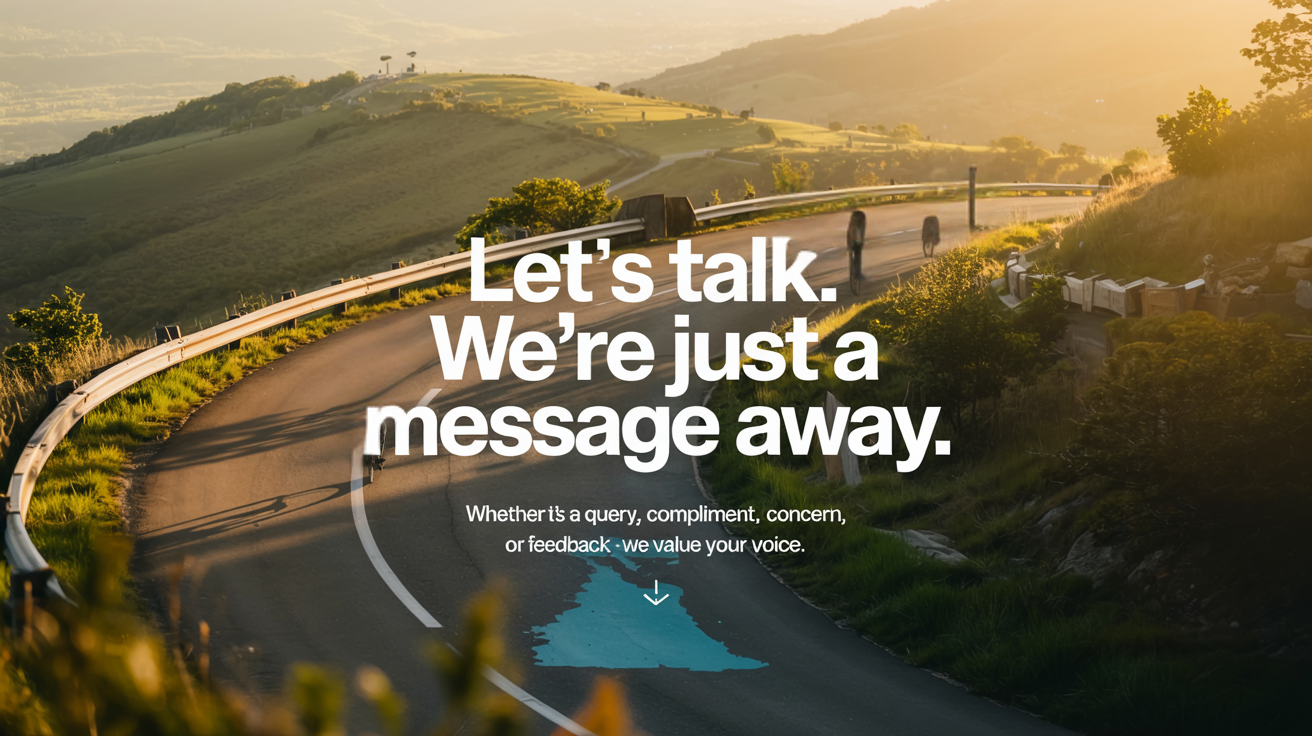 Let's talk.
We're just a
message away.
Whether it's a query, compliment, concern,
or feedback - we value your voice.